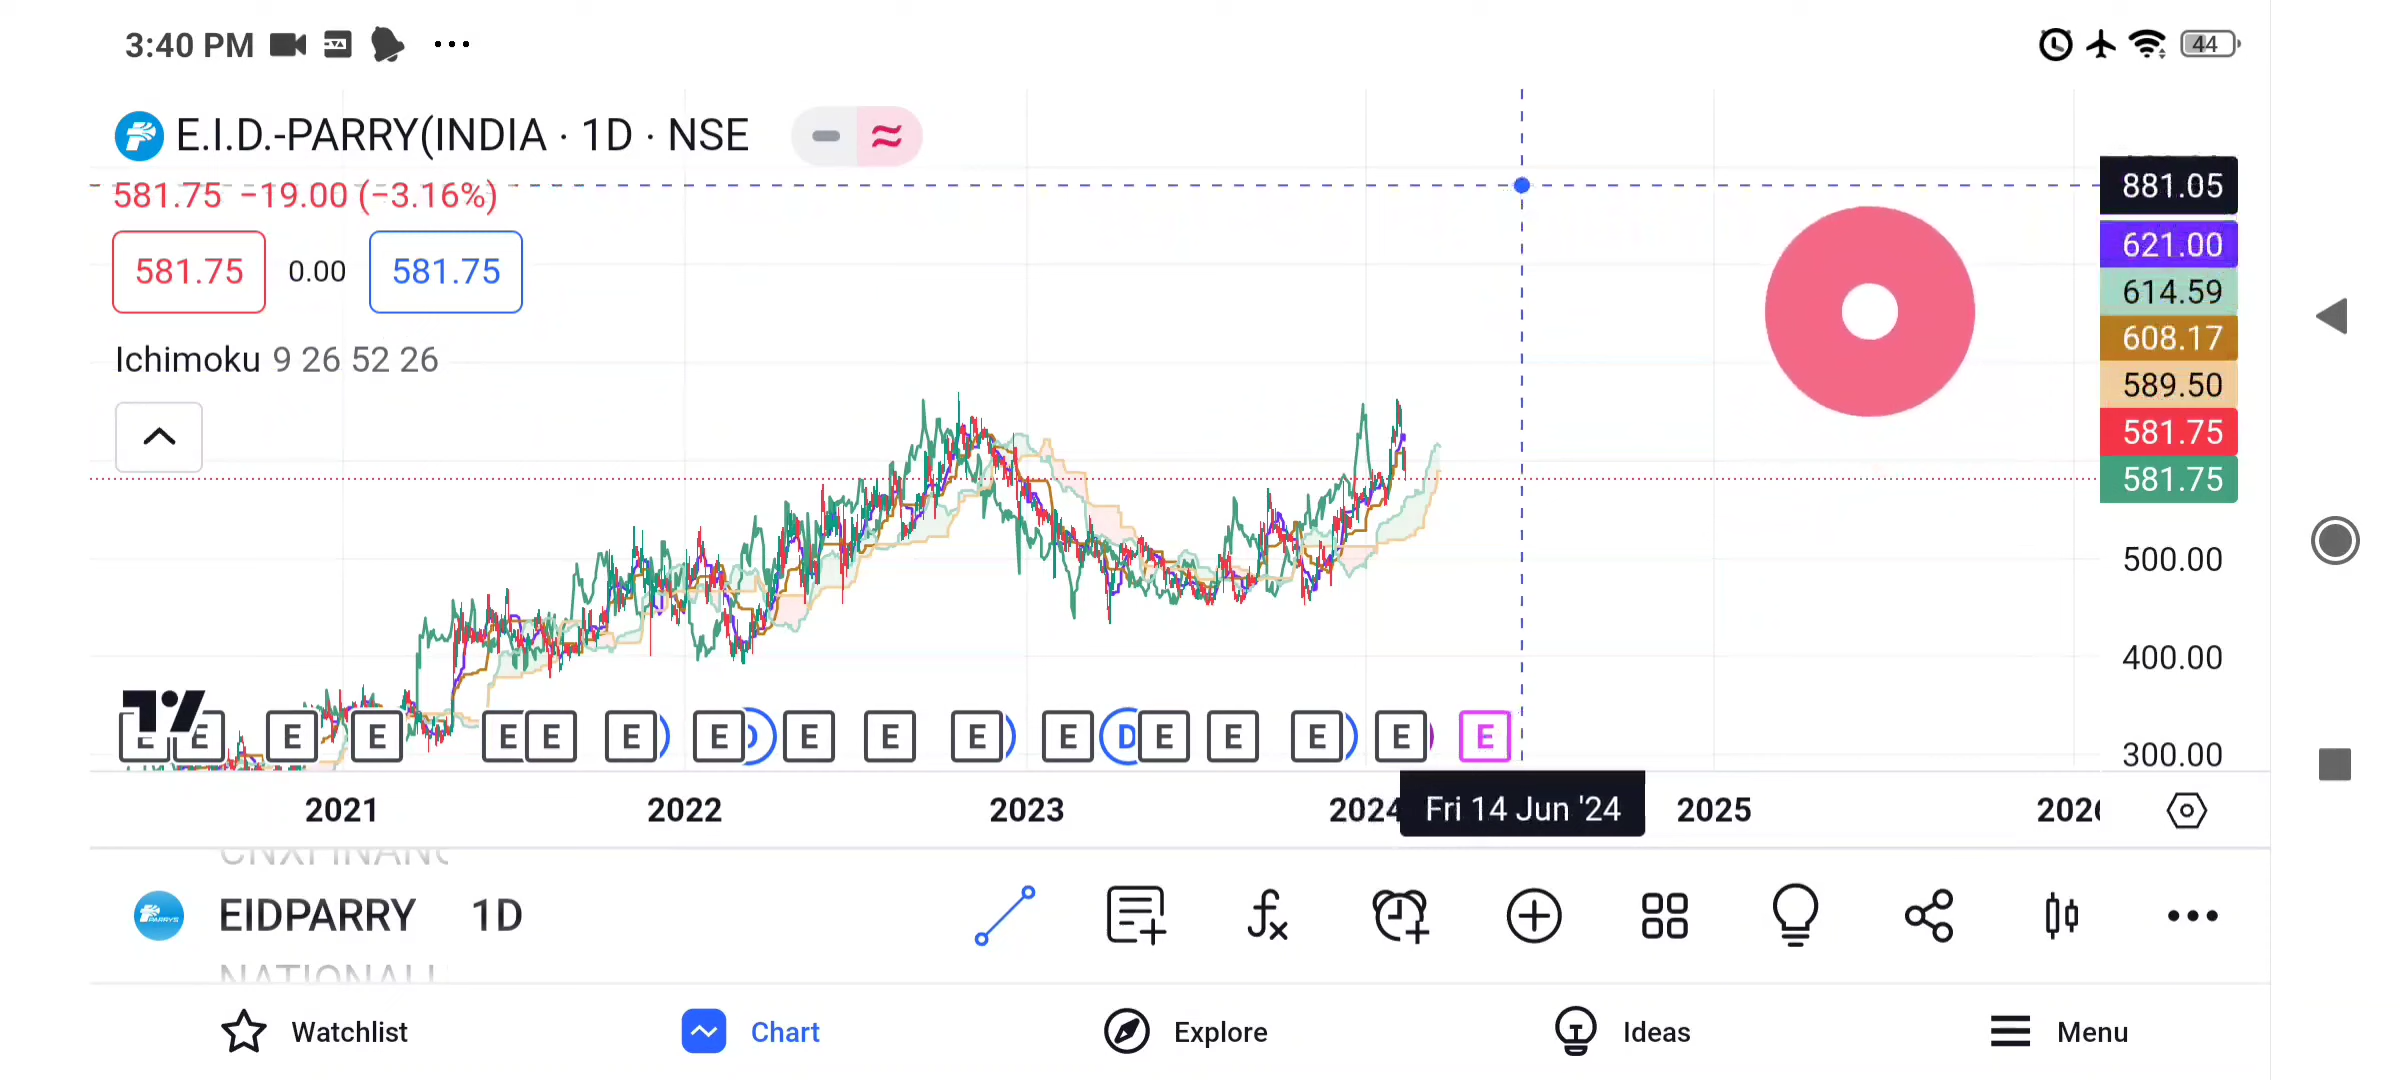 3:40 PM
44
E.I.D.-PARRY(INDIA · 1D · NSE
581.75 −19.00 (−3.16%)
581.75 0.00 581.75
Ichimoku 9 26 52 26
881.05
621.00
614.59
608.17
589.50
581.75
581.75
500.00
400.00
300.00
E E E E E E E E D E E E E D E E E E E
2021 2022 2023 2024 Fri 14 Jun '24 2025
EIDPARRY 1D
Watchlist Chart Explore Ideas Menu